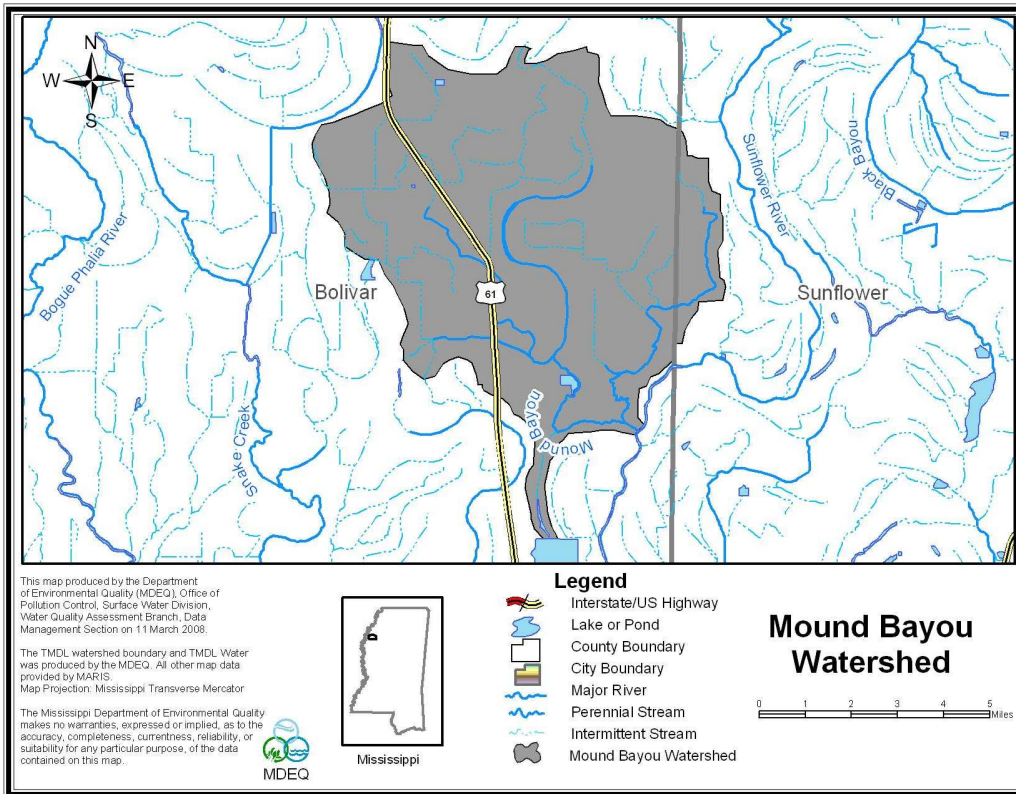 N
W E
S
Bogue Phalia River
Snake Creek
Bolivar
61
Mound Bayou
Mound
Sunflower River
Black Bayou
Sunflower
This map produced by the Department
of Environmental Quality (MDEQ), Office of
Pollution Control, Surface Water Division,
Water Quality Assessment Branch, Data
Management Section on 11 March 2008.
The TMDL watershed boundary and TMDL Water
was produced by the MDEQ. All other map data
provided by MARIS.
Map Projection: Mississippi Transverse Mercator
The Mississippi Department of Environmental Quality
makes no warranties, expressed or implied, as to the
accuracy, completeness, currentness, reliability, or
suitability for any particular purpose, of the data
contained on this map.
MDEQ
Mississippi
Legend
Interstate/US Highway
Lake or Pond
County Boundary
City Boundary
Major River
Perennial Stream
Intermittent Stream
Mound Bayou Watershed
Mound Bayou
Watershed
0 1 2 3 4 5
Miles